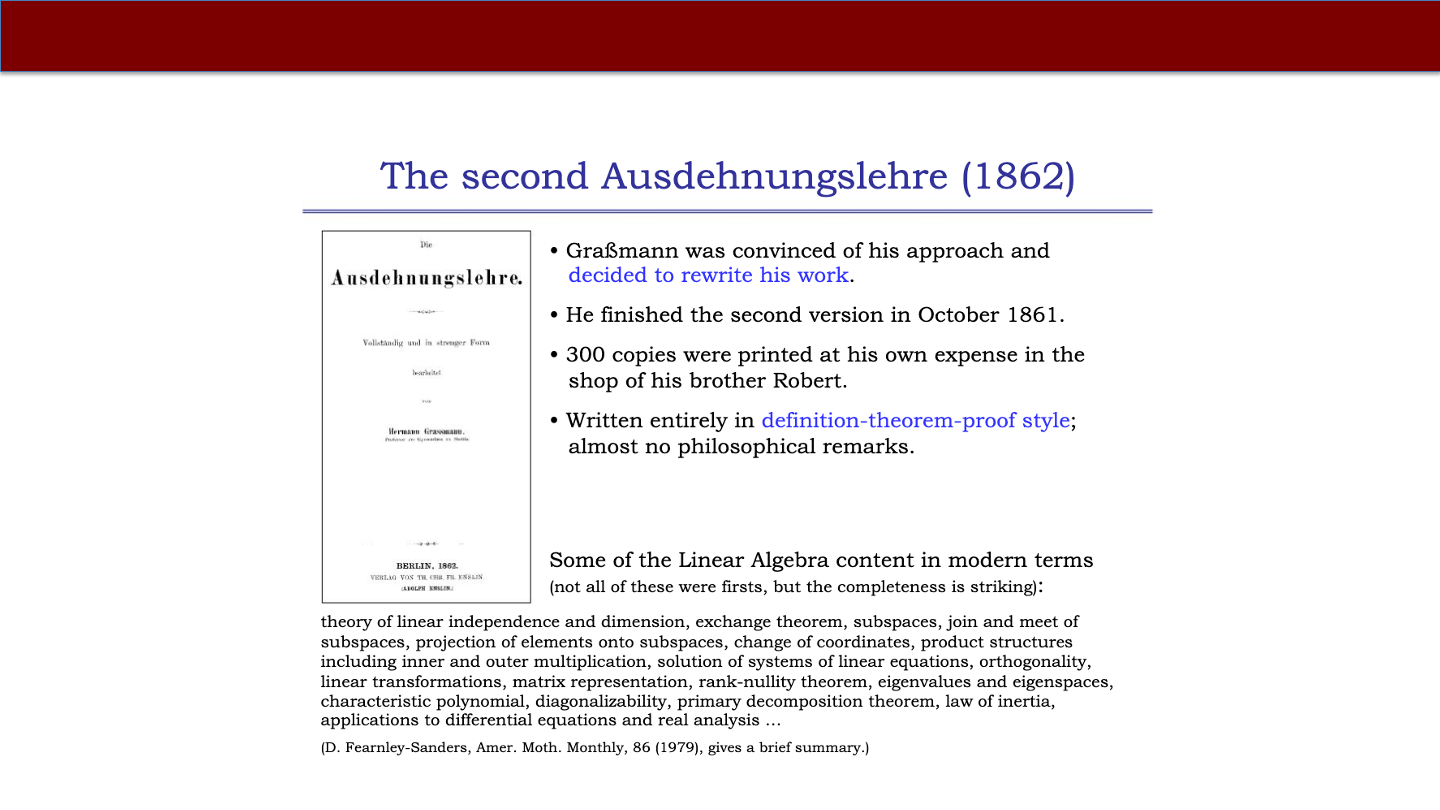 The second Ausdehnungslehre (1862)
Die
Ausdehnungslehre.
Vollständig und in strenger Form
bearbeitet
von
Hermann Grassmann,
Professor am Gymnasium zu Stettin
BERLIN, 1862.
VERLAG VON TH. CHR. FR. ENSLIN
(ADOLPH ENSLIN.)
• Graßmann was convinced of his approach and
decided to rewrite his work.
• He finished the second version in October 1861.
• 300 copies were printed at his own expense in the
shop of his brother Robert.
• Written entirely in definition-theorem-proof style;
almost no philosophical remarks.
Some of the Linear Algebra content in modern terms
(not all of these were firsts, but the completeness is striking):
theory of linear independence and dimension, exchange theorem, subspaces, join and meet of
subspaces, projection of elements onto subspaces, change of coordinates, product structures
including inner and outer multiplication, solution of systems of linear equations, orthogonality,
linear transformations, matrix representation, rank-nullity theorem, eigenvalues and eigenspaces,
characteristic polynomial, diagonalizability, primary decomposition theorem, law of inertia,
applications to differential equations and real analysis …
(D. Fearnley-Sanders, Amer. Moth. Monthly, 86 (1979), gives a brief summary.)